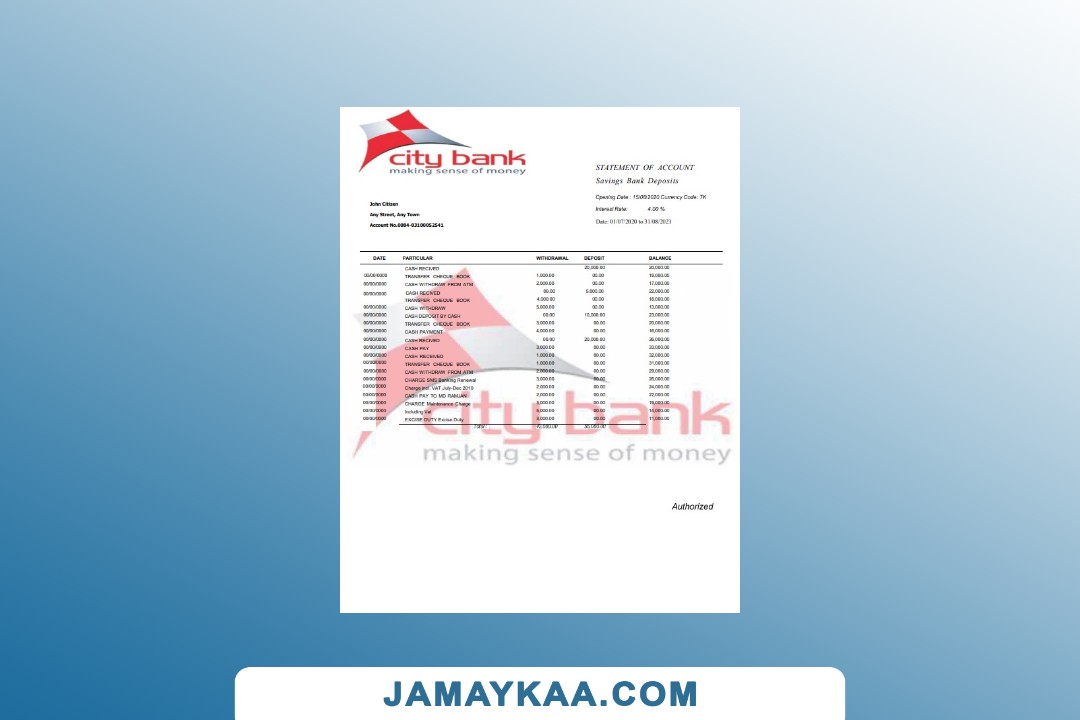 city bank
making sense of money
STATEMENT OF ACCOUNT
Savings Bank Deposits
Opening Date : 15/06/2020 Currency Code: TK
Interest Rate: 4.00 %
Date: 01/07/2020 to 31/08/2023
John Citizen
Any Street, Any Town
Account No.0984-03100052541
DATE PARTICULAR WITHDRAWAL DEPOSIT BALANCE
CASH RECIVED 20,000.00 20,000.00
00/00/0000 TRANSFER CHEQUE BOOK 1,000.00 00.00 19,000.00
00/00/0000 CASH WITHDRAW FROM ATM 2,000.00 00.00 17,000.00
00/00/0000 CASH RECIVED 00.00 5,000.00 22,000.00
TRANSFER CHEQUE BOOK 4,000.00 00.00 18,000.00
00/00/0000 CASH WITHDRAW 5,000.00 00.00 13,000.00
00/00/0000 CASH DEPOSIT BY CASH 00.00 10,000.00 23,000.00
00/00/0000 TRANSFER CHEQUE BOOK 3,000.00 00.00 20,000.00
00/00/0000 CASH PAYMENT 4,000.00 00.00 16,000.00
00/00/0000 CASH RECIVED 00.00 20,000.00 36,000.00
00/00/0000 CASH PAY 3,000.00 00.00 33,000.00
00/00/0000 CASH RECEIVED 1,000.00 00.00 32,000.00
00/00/0000 TRANSFER CHEQUE BOOK 1,000.00 00.00 31,000.00
00/00/0000 CASH WITHDRAW FROM ATM 2,000.00 00.00 29,000.00
00/00/0000 CHARGE SMS Banking Renewal 3,000.00 00.00 26,000.00
00/00/0000 Charge incl. VAT July-Dec 2019 2,000.00 00.00 24,000.00
00/00/0000 CASH PAY TO MD RANJAN 2,000.00 00.00 22,000.00
00/00/0000 CHARGE Maintenance Charge 3,000.00 00.00 19,000.00
00/00/0000 Including Vat 5,000.00 00.00 14,000.00
00/00/0000 EXCISE DUTY Excise Duty 3,000.00 00.00 11,000.00
Total :
city bank
making sense of money
Authorized
JAMAYKAA.COM